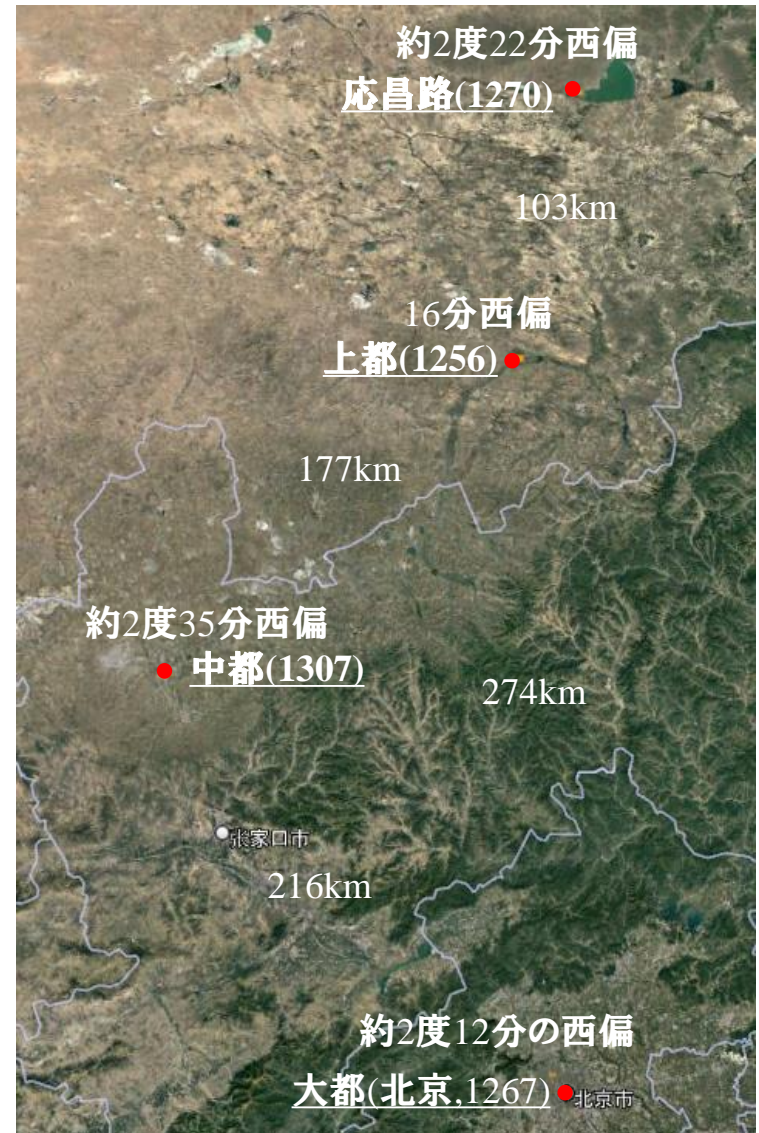 約2度22分西偏
応昌路(1270)
103km
16分西偏
上都(1256)
177km
約2度35分西偏
中都(1307)
274km
张家口市
216km
約2度12分の西偏
大都(北京,1267)
北京市